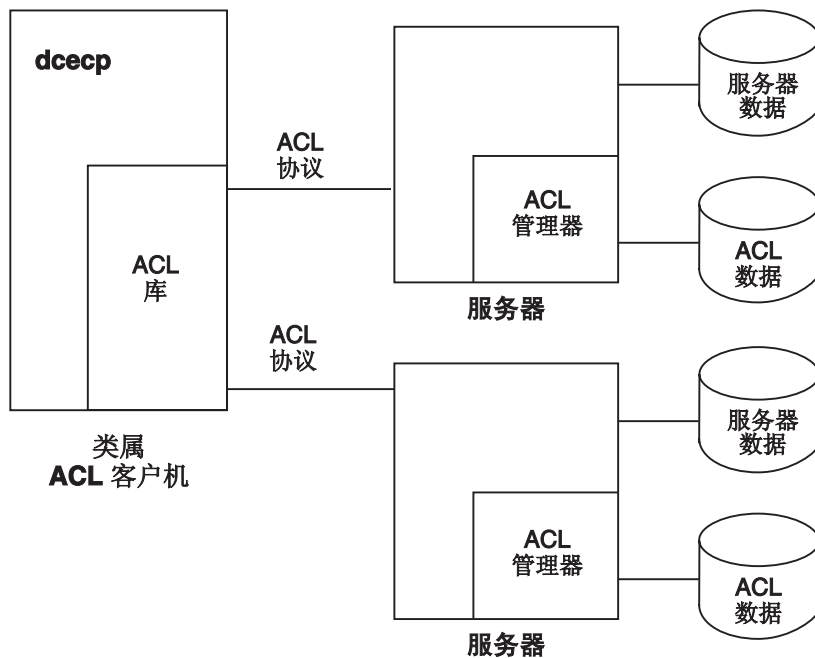 dcecp
ACL
库
类属
ACL 客户机
ACL
协议
ACL
协议
ACL
管理器
服务器
服务器
数据
ACL
数据
ACL
管理器
服务器
服务器
数据
ACL
数据